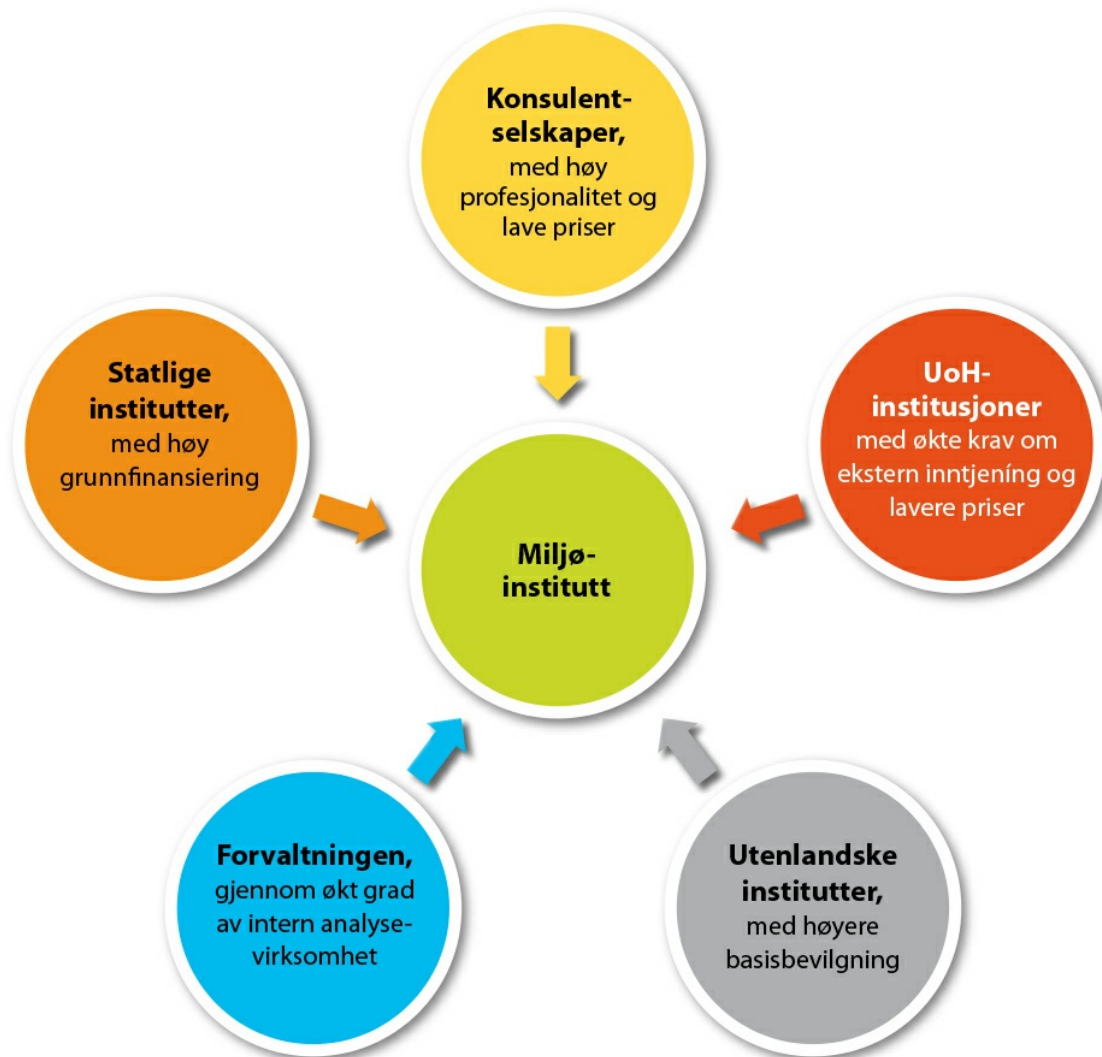 Konsulent-
selskaper,
med høy
profesjonalitet og
lave priser
Statlige
institutter,
med høy
grunnfinansiering
UoH-
institusjoner
med økte krav om
ekstern inntjening og
lavere priser
Miljø-
institutt
Forvaltningen,
gjennom økt grad
av intern analyse-
virksomhet
Utenlandske
institutter,
med høyere
basisbevilgning